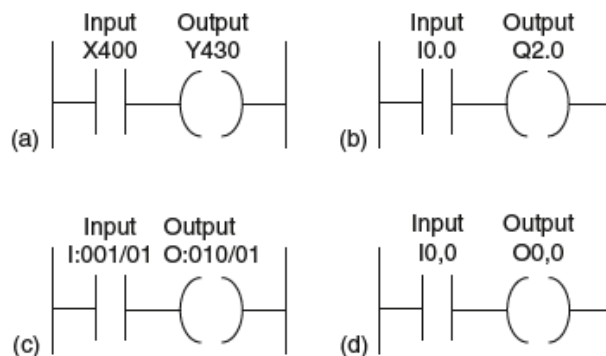 Input Output
X400 Y430
(a)
Input Output
I0.0 Q2.0
(b)
Input Output
I:001/01 O:010/01
(c)
Input Output
I0,0 O0,0
(d)